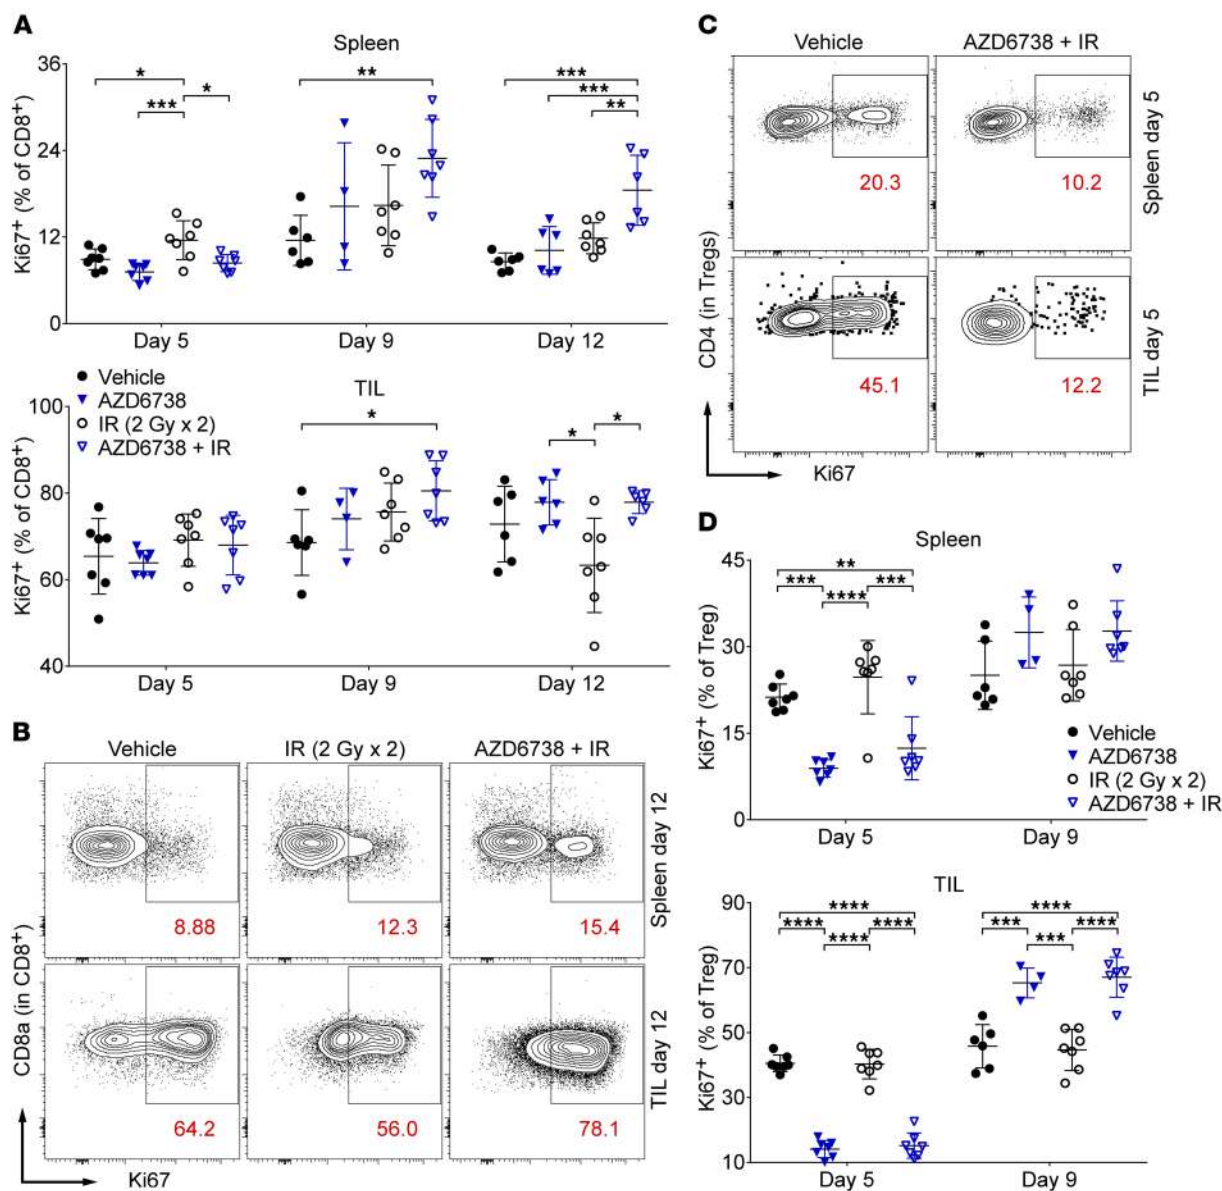 A
Spleen
Ki67+ (% of CD8+)
36
24
12
0
*
***
*
**
***
***
**
Day 5
Day 9
Day 12
TIL
Vehicle
AZD6738
IR (2 Gy x 2)
AZD6738 + IR
Ki67+ (% of CD8+)
100
80
60
40
*
*
*
Day 5
Day 9
Day 12
B
Vehicle
IR (2 Gy x 2)
AZD6738 + IR
8.88
12.3
15.4
Spleen day 12
64.2
56.0
78.1
TIL day 12
CD8a (in CD8+)
Ki67
C
Vehicle
AZD6738 + IR
20.3
10.2
Spleen day 5
45.1
12.2
TIL day 5
CD4 (in Tregs)
Ki67
D
Spleen
Ki67+ (% of Treg)
45
30
15
0
**
***
***
****
Vehicle
AZD6738
IR (2 Gy x 2)
AZD6738 + IR
Day 5
Day 9
TIL
Ki67+ (% of Treg)
90
70
50
30
10
****
****
****
****
****
***
****
***
Day 5
Day 9